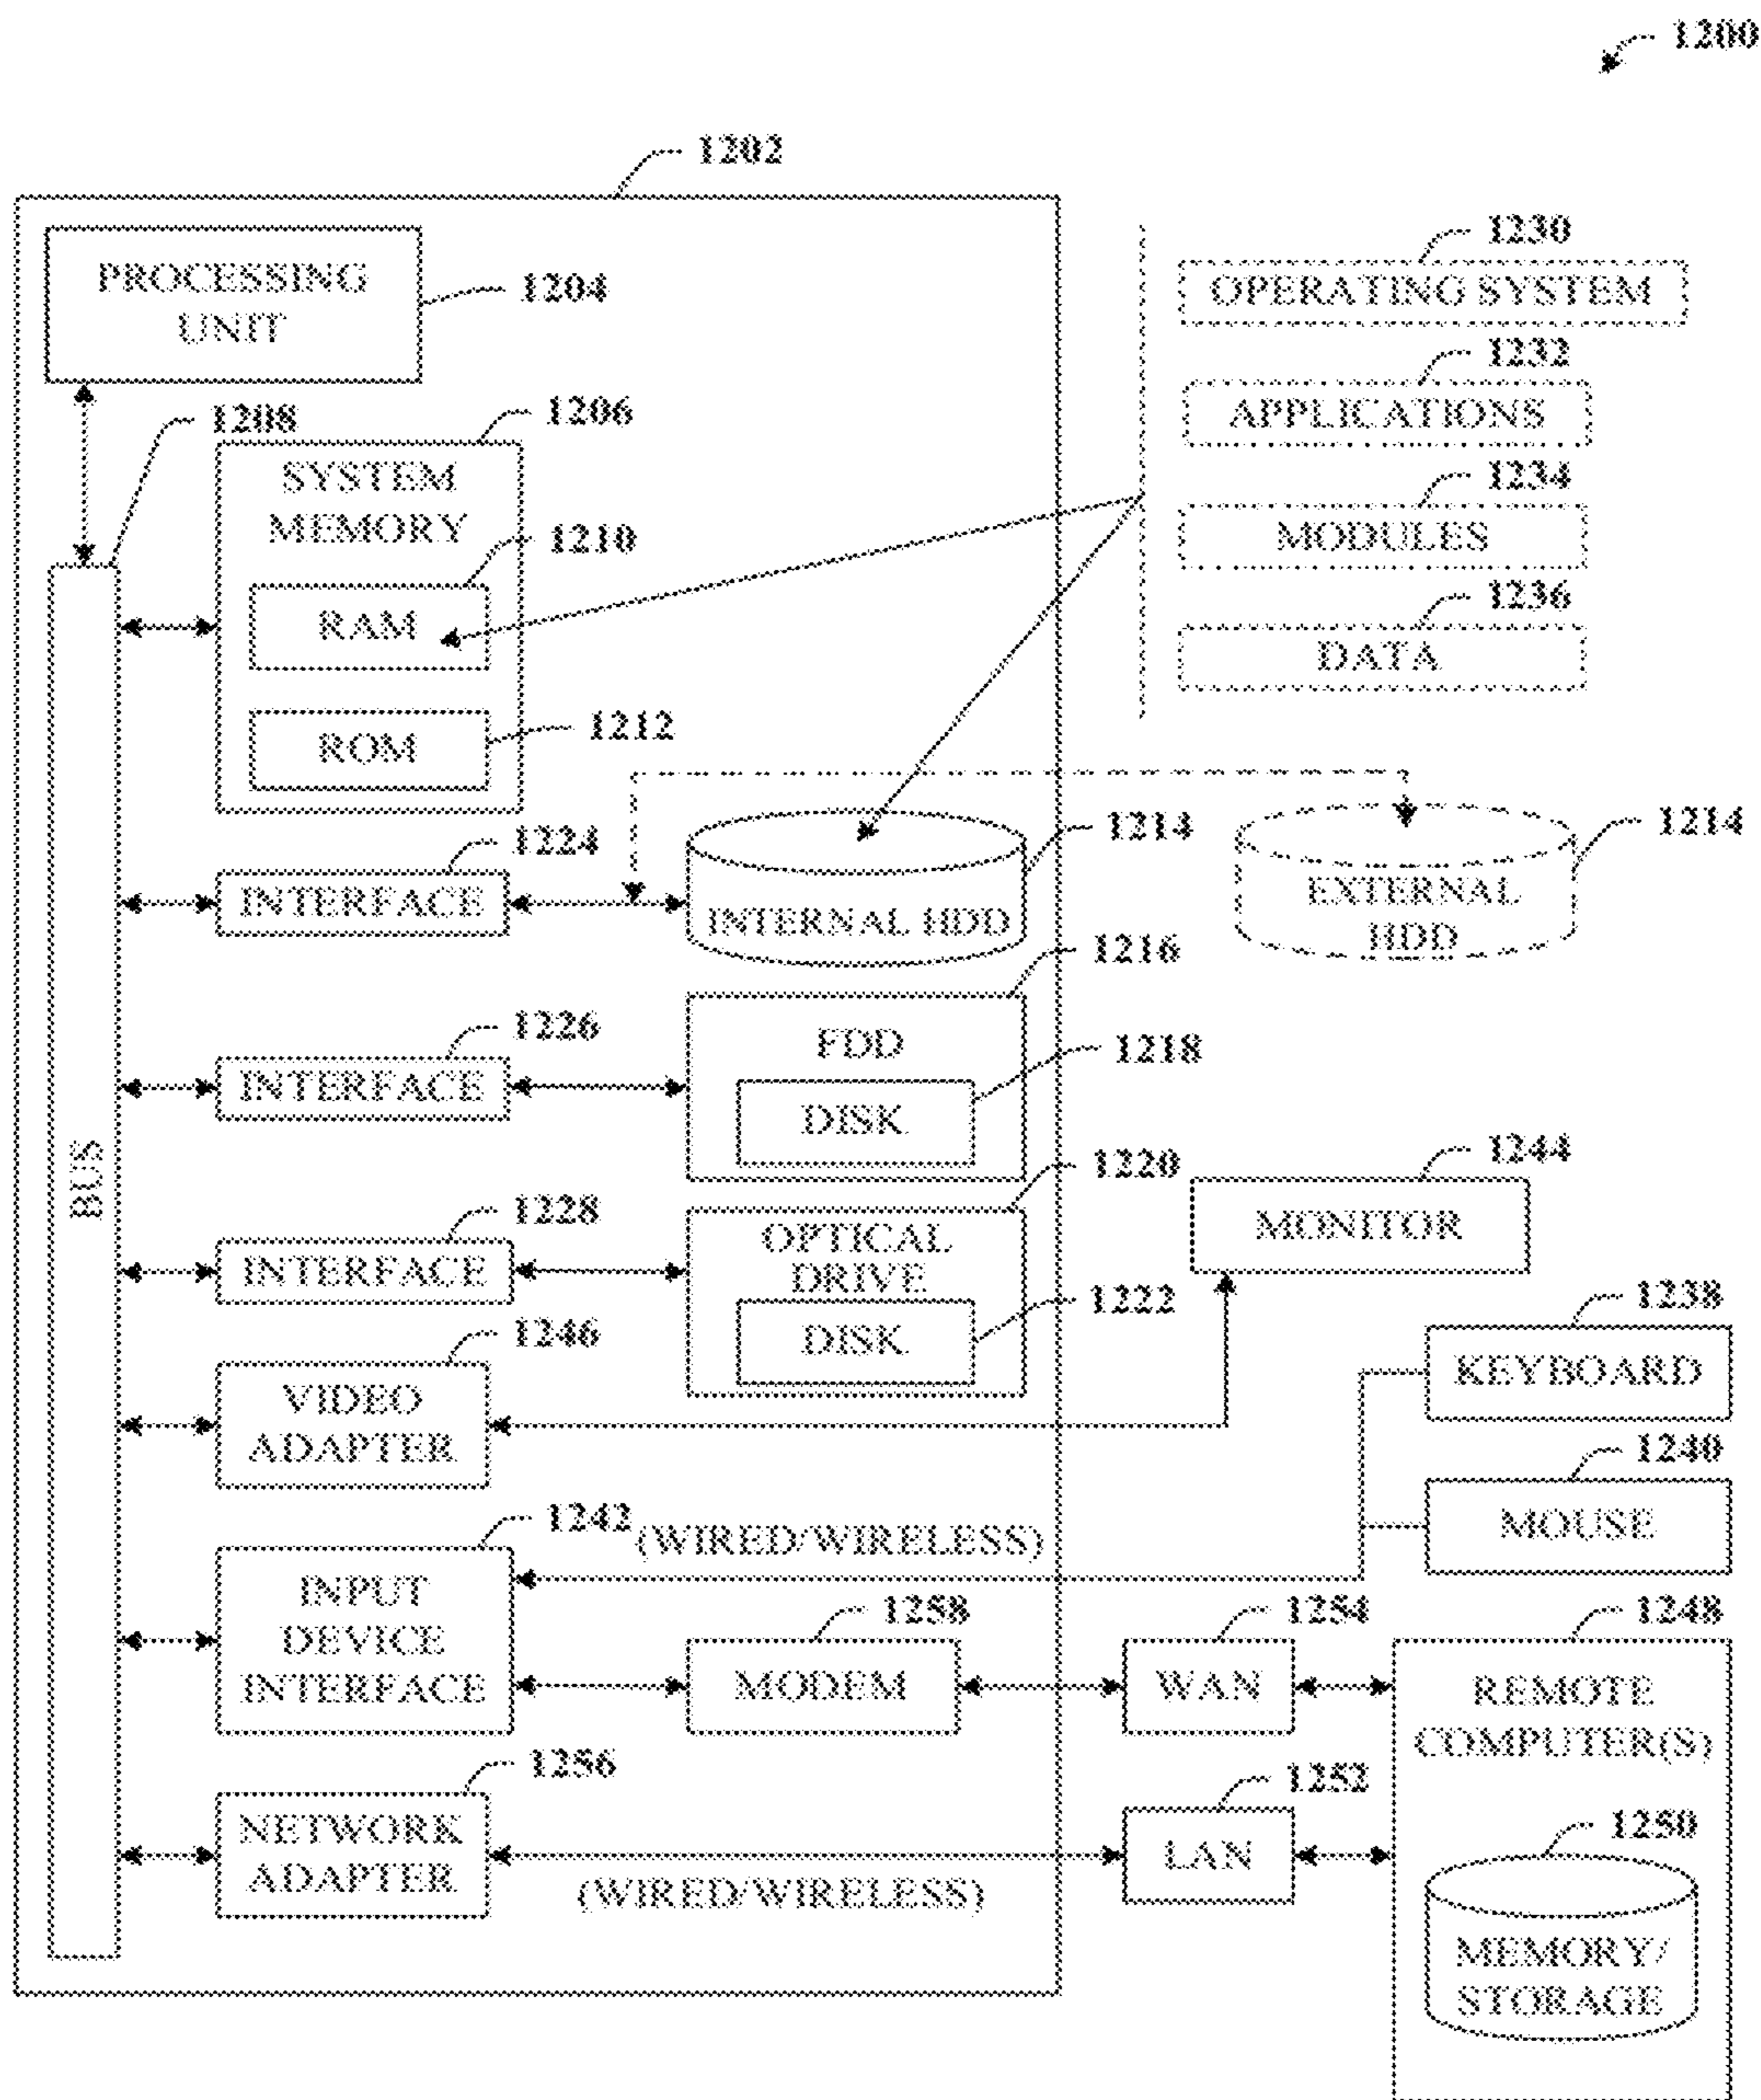 1200
1202
PROCESSING
UNIT
1204
1230
OPERATING SYSTEM
1232
APPLICATIONS
1234
MODULES
1236
DATA
1208
1206
SYSTEM
MEMORY
1210
RAM
1212
ROM
1224
INTERFACE
1214
INTERNAL HDD
1214
EXTERNAL
HDD
1226
INTERFACE
1216
FDD
1218
DISK
BUS
1228
INTERFACE
1220
OPTICAL
DRIVE
1222
DISK
1244
MONITOR
1246
VIDEO
ADAPTER
1238
KEYBOARD
1240
MOUSE
1242
(WIRED/WIRELESS)
INPUT
DEVICE
INTERFACE
1258
MODEM
1254
WAN
1248
REMOTE
COMPUTER(S)
1256
NETWORK
ADAPTER
(WIRED/WIRELESS)
1252
LAN
1250
MEMORY/
STORAGE